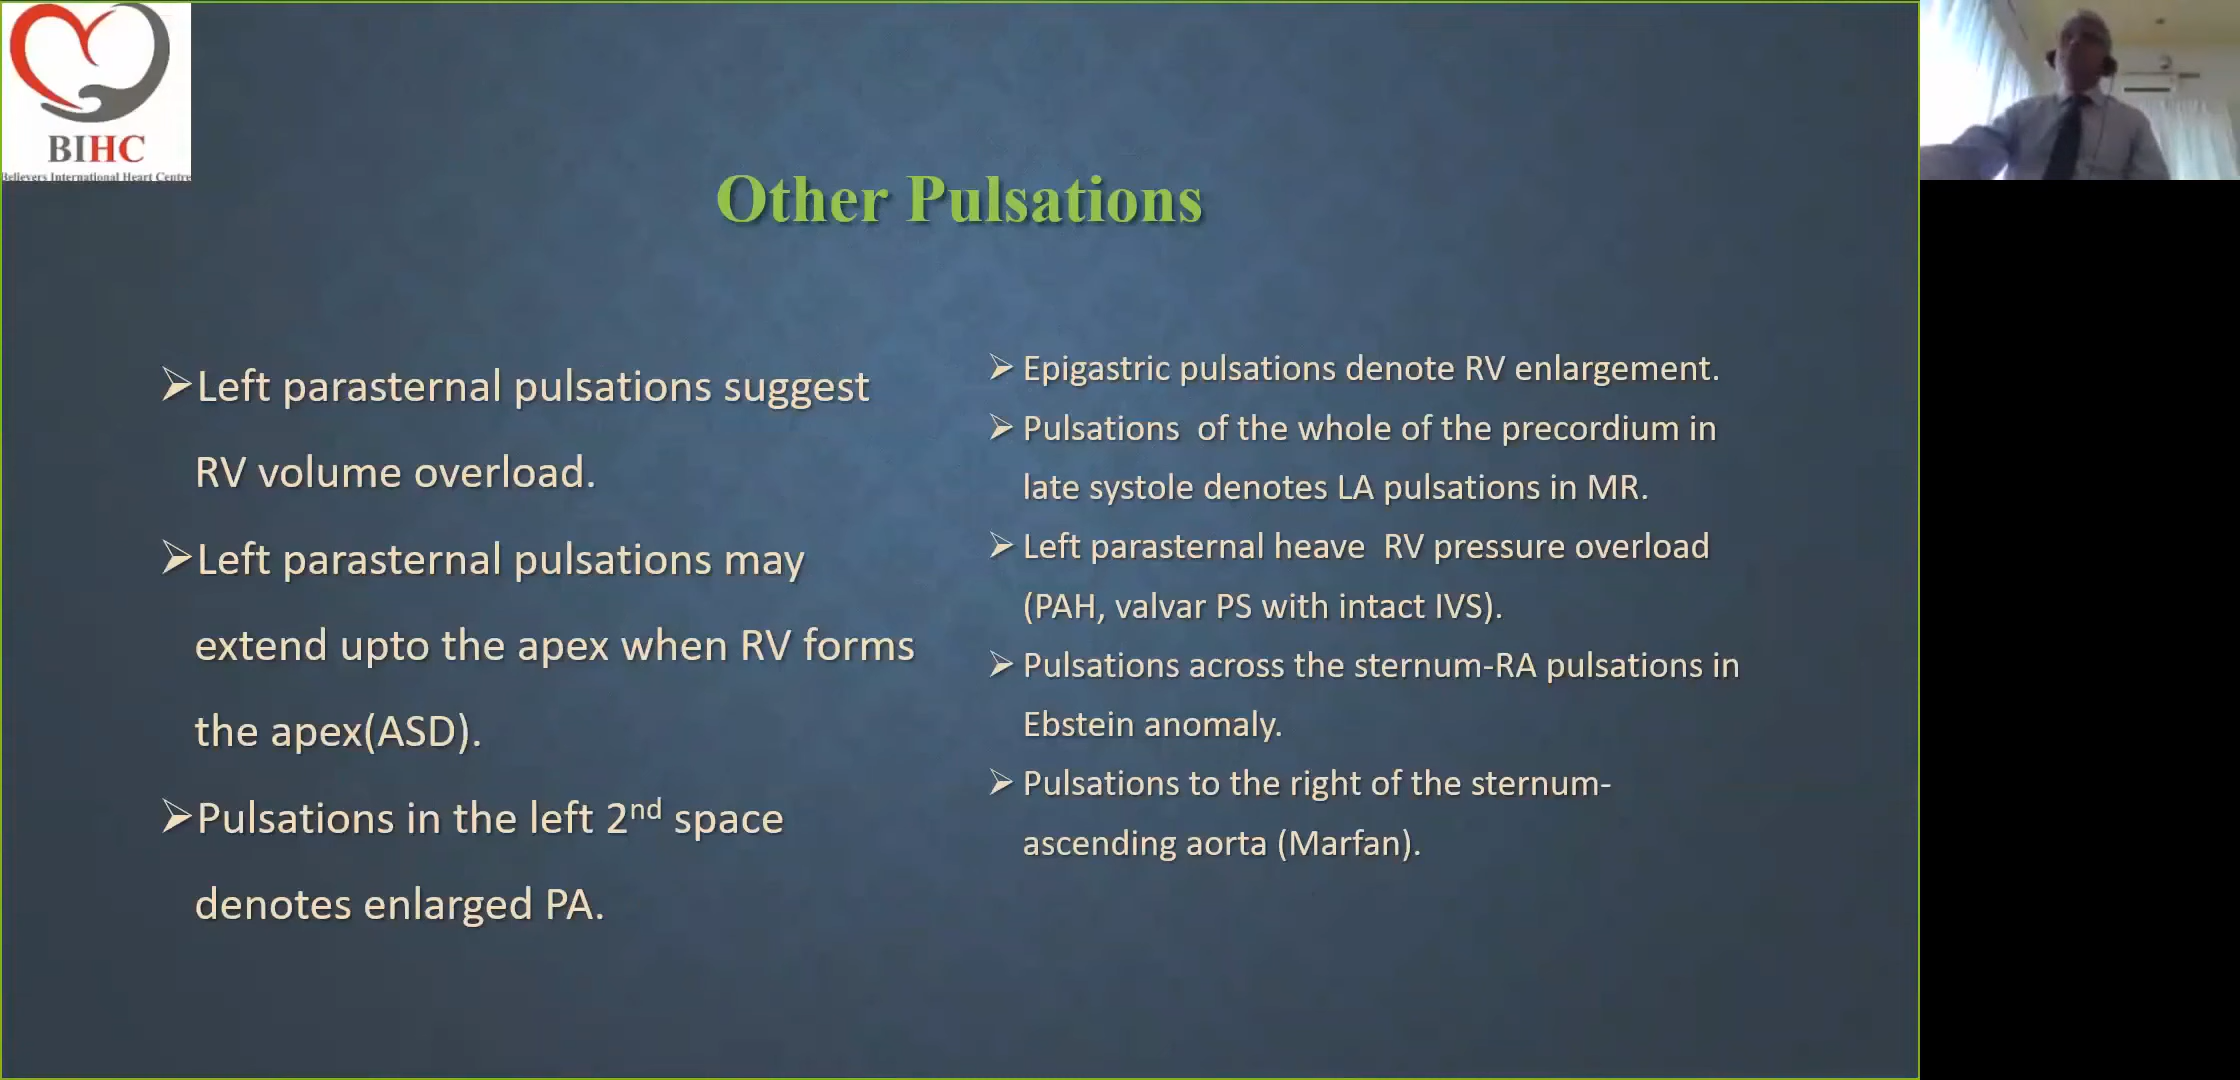 BIHC
Believers International Heart Centre
Other Pulsations
➢Left parasternal pulsations suggest
RV volume overload.
➢Left parasternal pulsations may
extend upto the apex when RV forms
the apex(ASD).
➢Pulsations in the left 2nd space
denotes enlarged PA.
➢ Epigastric pulsations denote RV enlargement.
➢ Pulsations  of the whole of the precordium in
late systole denotes LA pulsations in MR.
➢ Left parasternal heave  RV pressure overload
(PAH, valvar PS with intact IVS).
➢ Pulsations across the sternum-RA pulsations in
Ebstein anomaly.
➢ Pulsations to the right of the sternum-
ascending aorta (Marfan).